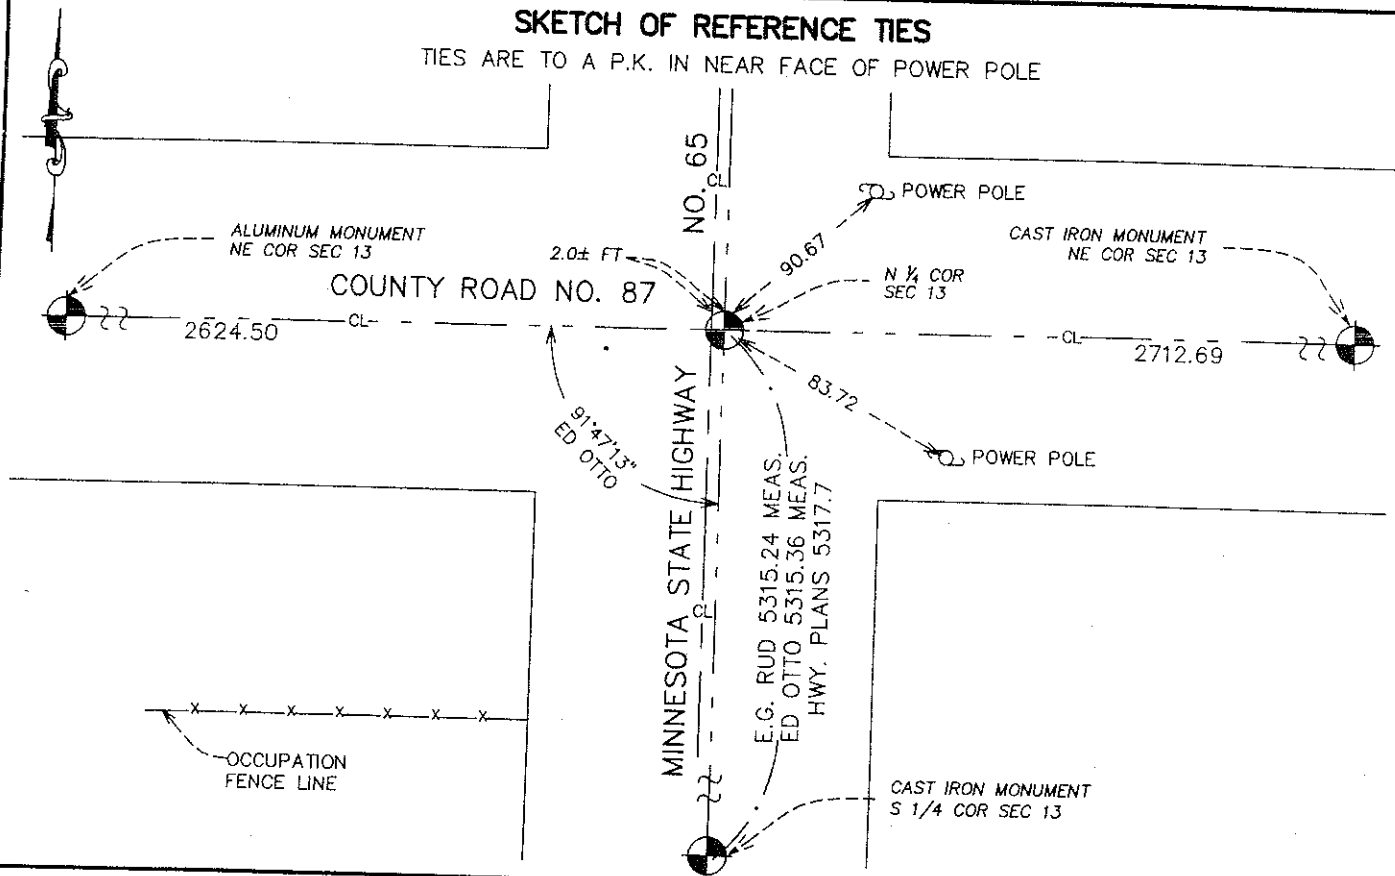 SKETCH OF REFERENCE TIES
TIES ARE TO A P.K. IN NEAR FACE OF POWER POLE
NO. 65
CL
POWER POLE
ALUMINUM MONUMENT
NE COR SEC 13
2.0± FT
90.67
CAST IRON MONUMENT
NE COR SEC 13
N ¼ COR
SEC 13
COUNTY ROAD NO. 87
CL
2624.50
CL
2712.69
83.72
91°47'13"
ED OTTO
POWER POLE
MINNESOTA STATE HIGHWAY
CL
E.G. RUD 5315.24 MEAS.
ED OTTO 5315.36 MEAS.
HWY. PLANS 5317.7
X X X X X X X
OCCUPATION
FENCE LINE
CAST IRON MONUMENT
S 1/4 COR SEC 13